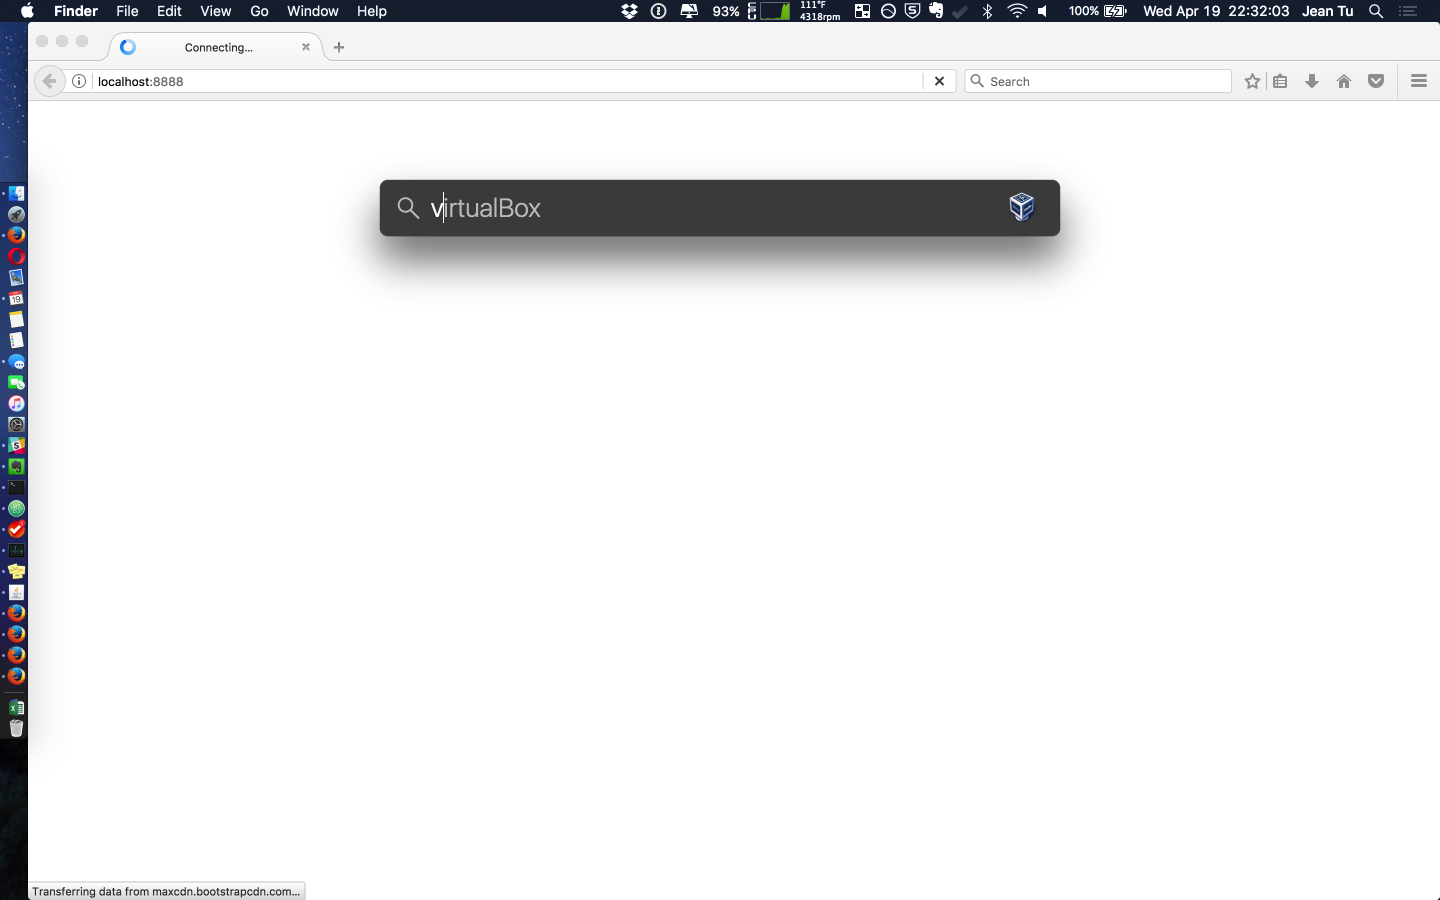 Finder File Edit View Go Window Help 93% 111°F 4318rpm 100% Wed Apr 19 22:32:03 Jean Tu
Connecting...
localhost:8888 Search
virtualBox
Transferring data from maxcdn.bootstrapcdn.com...